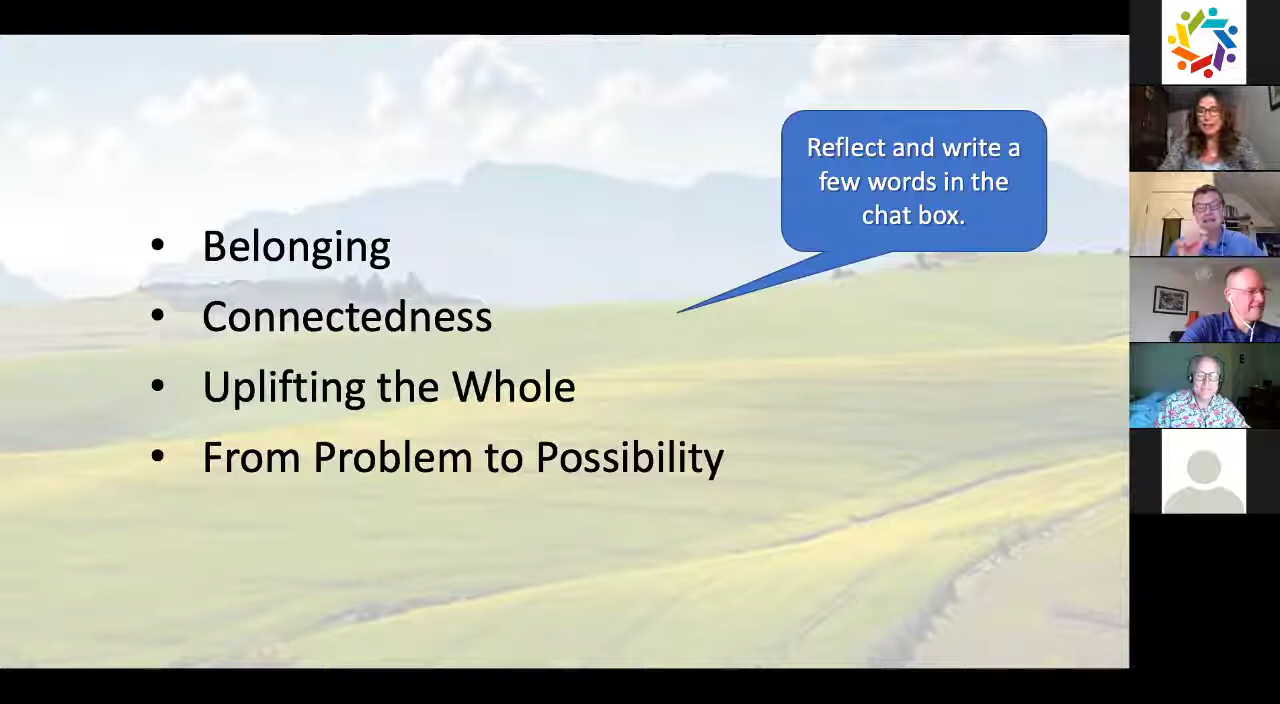 Reflect and write a
few words in the
chat box.
• Belonging
• Connectedness
• Uplifting the Whole
• From Problem to Possibility